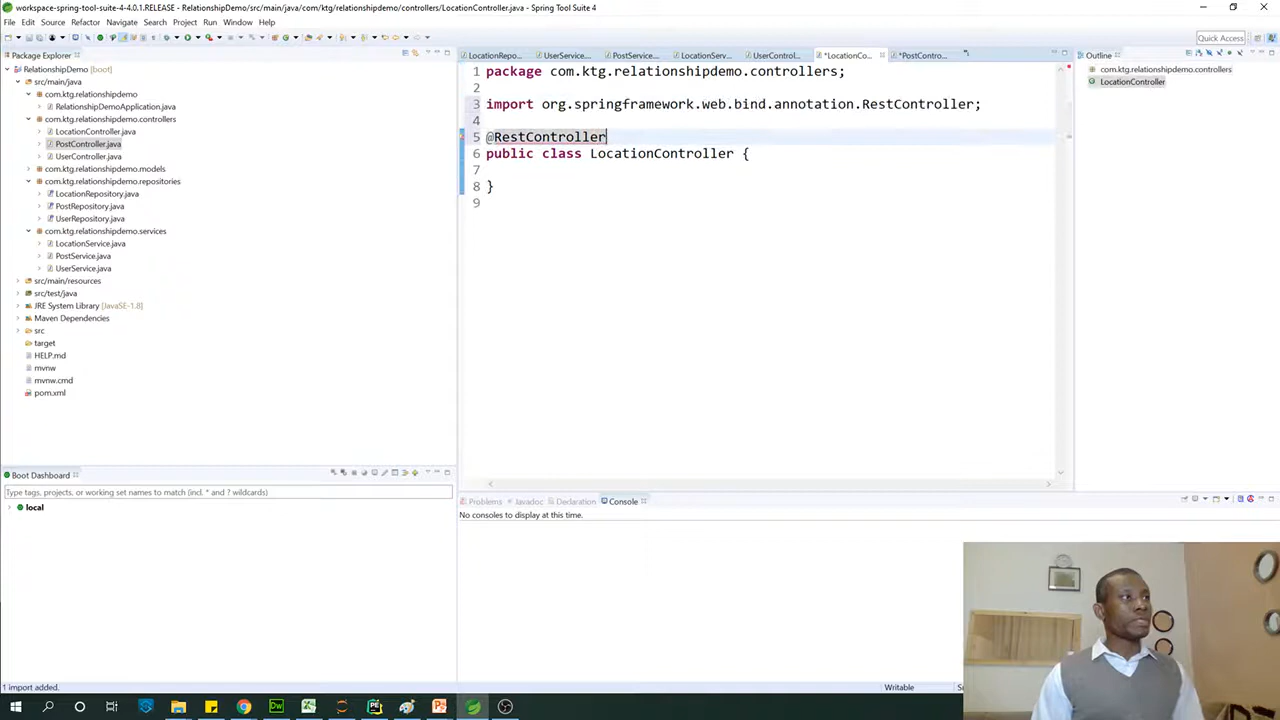 workspace-spring-tool-suite-4-4.0.1.RELEASE - RelationshipDemo/src/main/java/com/ktg/relationshipdemo/controllers/LocationController.java - Spring Tool Suite 4
File Edit Source Refactor Navigate Search Project Run Window Help
Quick Access
Package Explorer
RelationshipDemo [boot]
src/main/java
com.ktg.relationshipdemo
RelationshipDemoApplication.java
com.ktg.relationshipdemo.controllers
LocationController.java
PostController.java
UserController.java
com.ktg.relationshipdemo.models
com.ktg.relationshipdemo.repositories
LocationRepository.java
PostRepository.java
UserRepository.java
com.ktg.relationshipdemo.services
LocationService.java
PostService.java
UserService.java
src/main/resources
src/test/java
JRE System Library [JavaSE-1.8]
Maven Dependencies
src
target
HELP.md
mvnw
mvnw.cmd
pom.xml
LocationRepo... UserService.... PostService.... LocationServ... UserControl... *LocationCo... *PostContro...
1 package com.ktg.relationshipdemo.controllers;
2
3 import org.springframework.web.bind.annotation.RestController;
4
5 @RestController
6 public class LocationController {
7
8 }
9
Outline
com.ktg.relationshipdemo.controllers
LocationController
Boot Dashboard
Type tags, projects, or working set names to match (incl. * and ? wildcards)
local
Problems Javadoc Declaration Console
No consoles to display at this time.
1 import added.
Writable